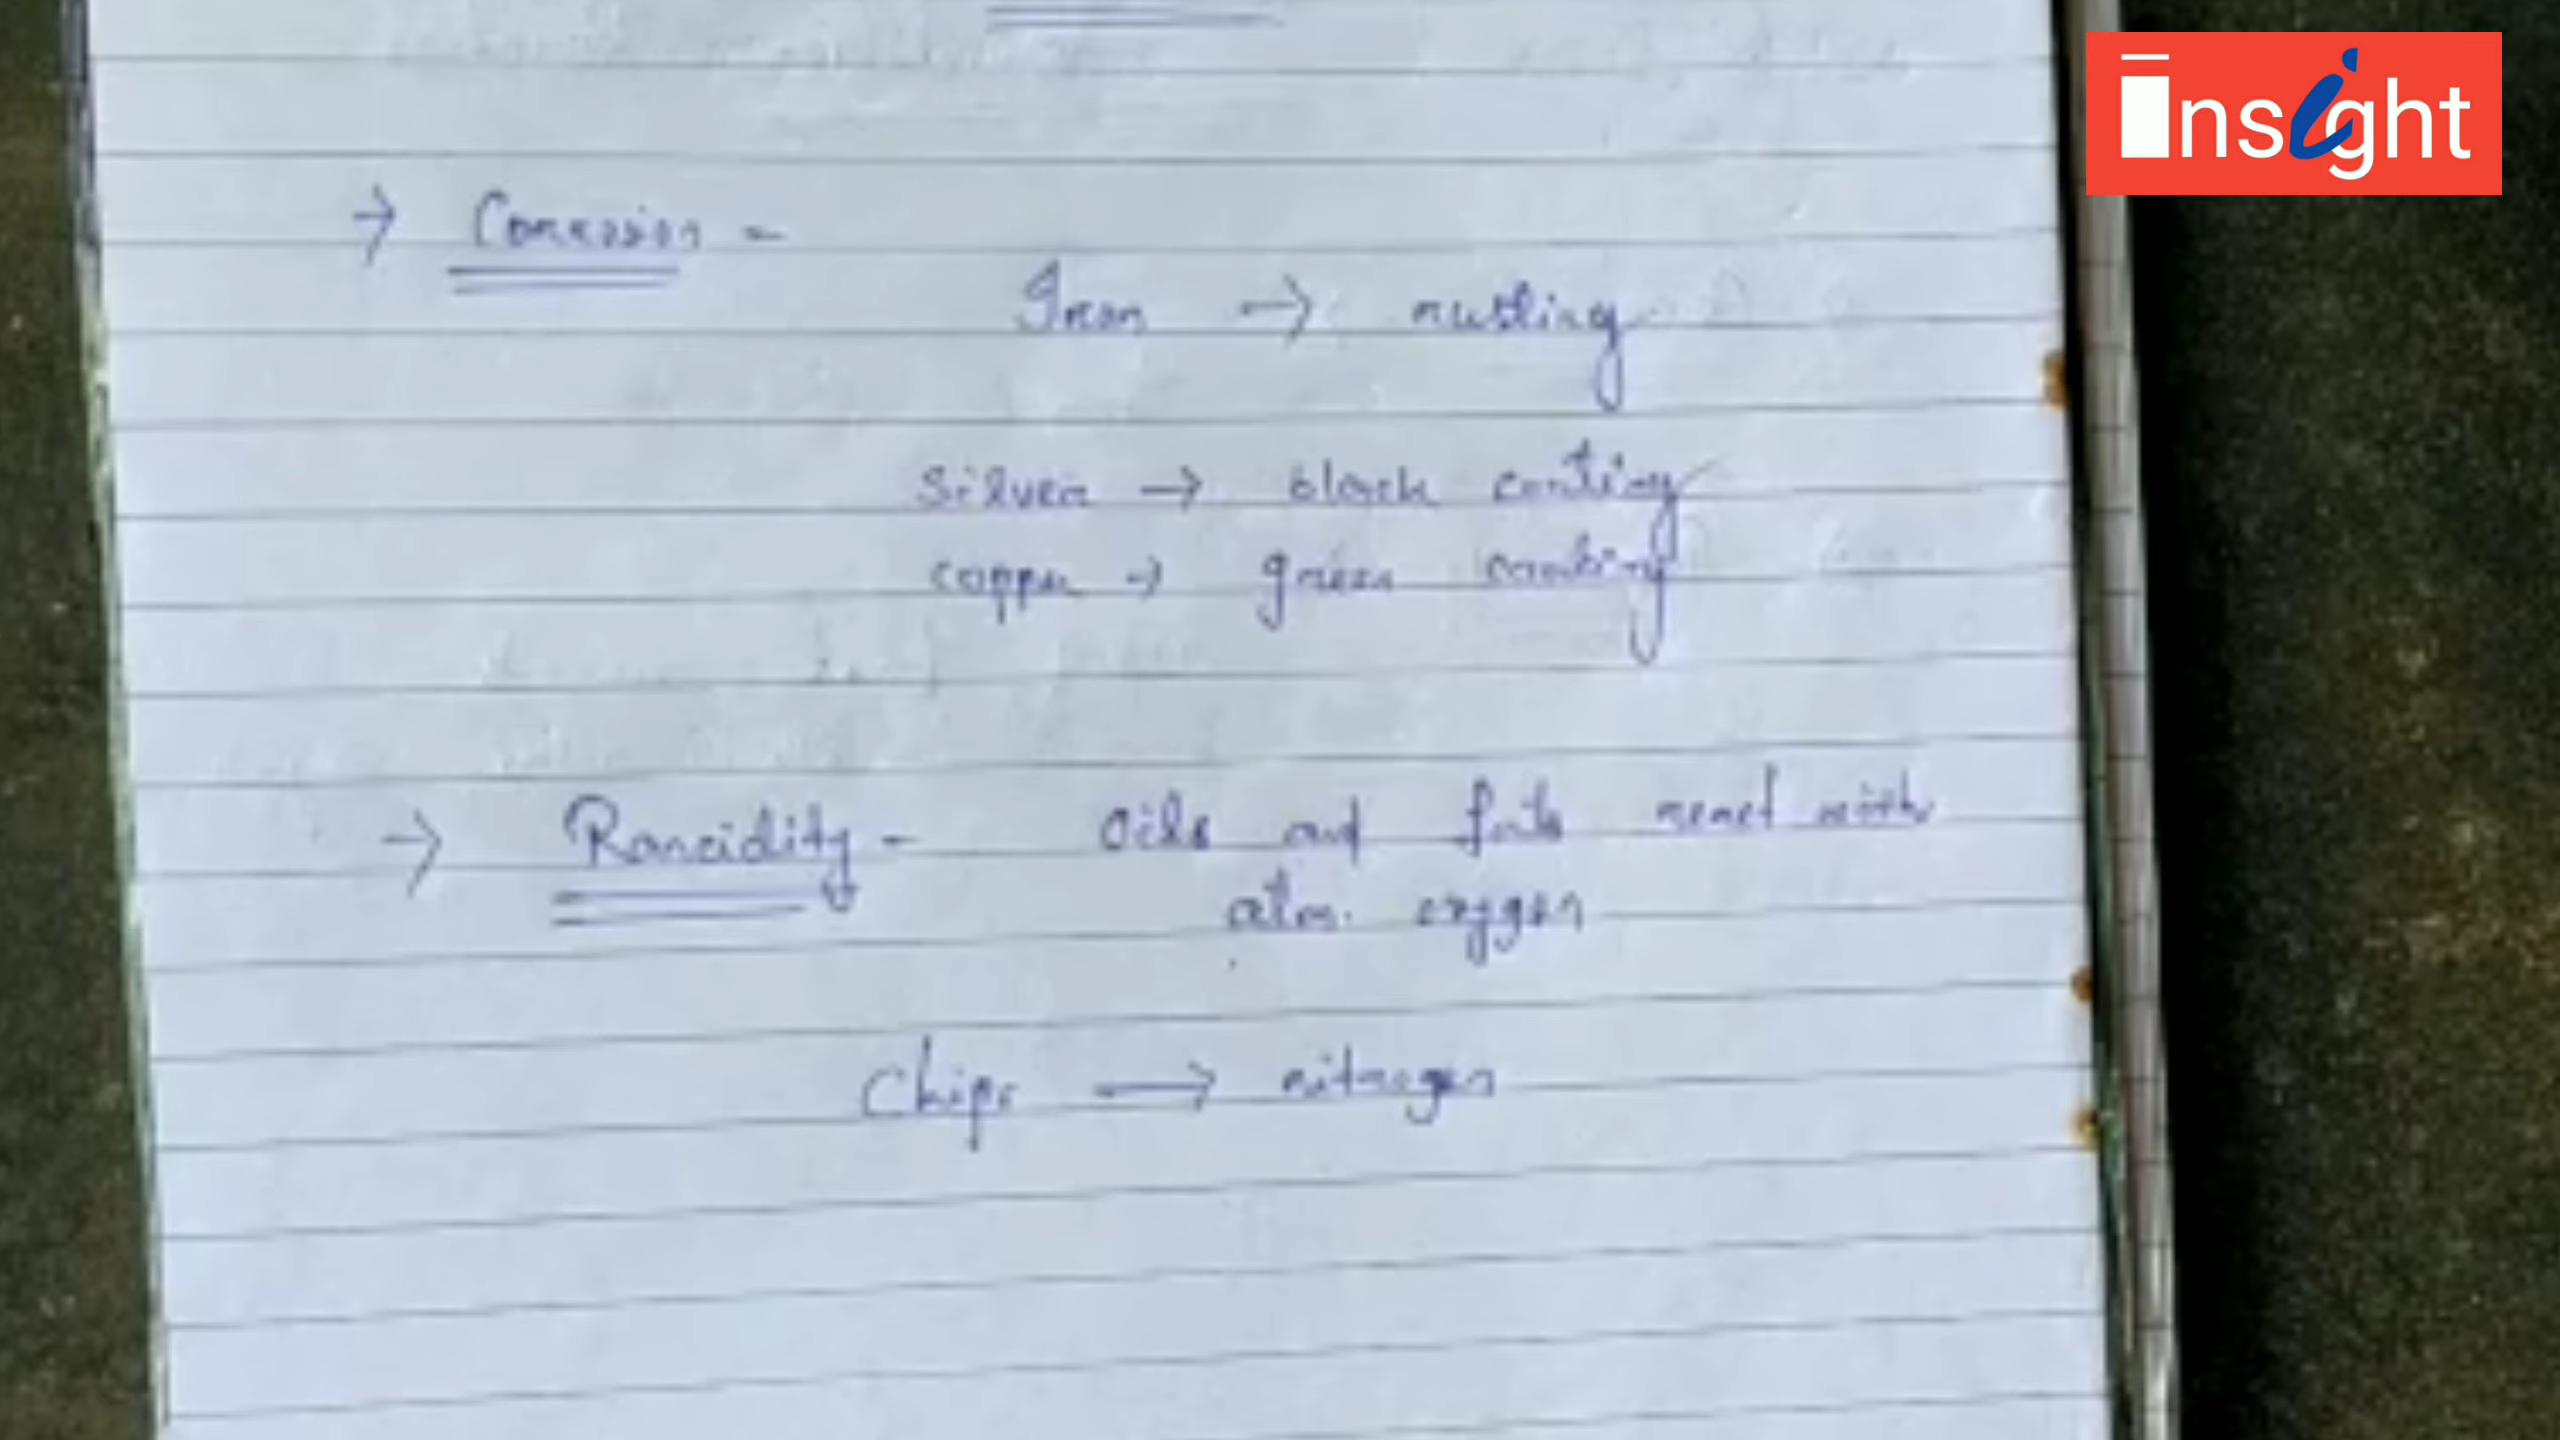 Insight
→ Corrosion -
Iron → rusting
Silver → black coating
copper → green coating
→ Rancidity - Oils and fats react with
atm. oxygen
Chips → nitrogen